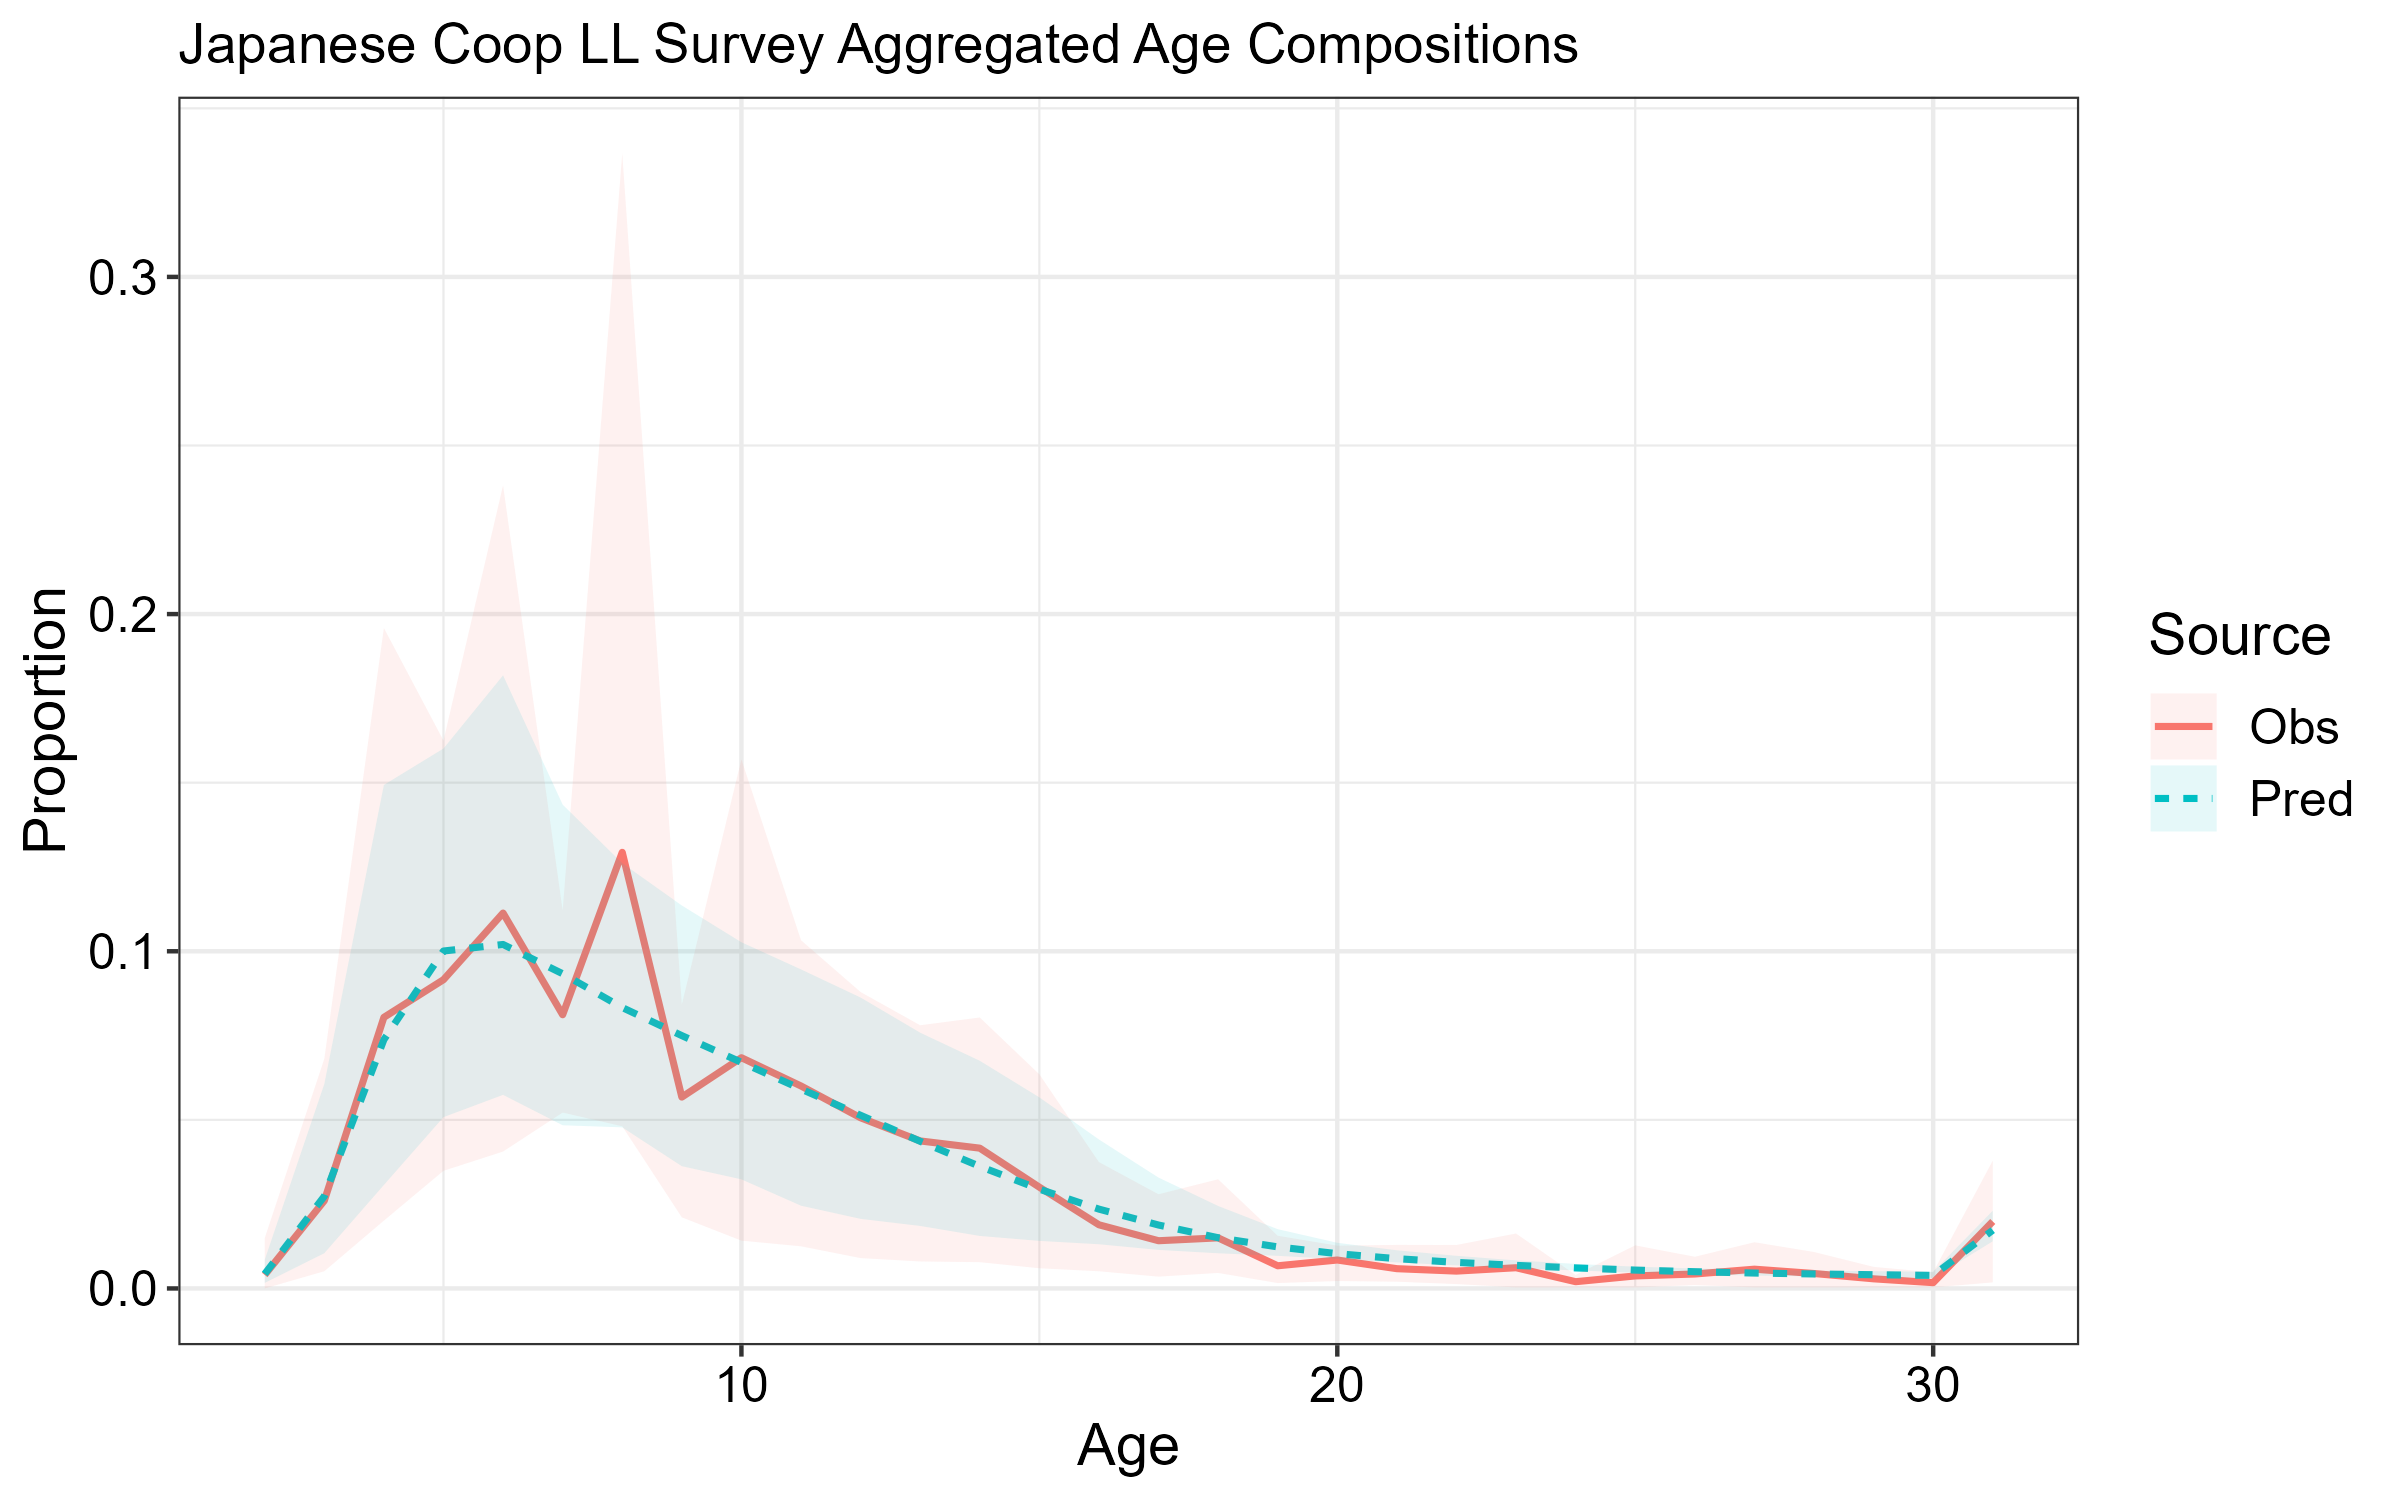 Japanese Coop LL Survey Aggregated Age Compositions
Proportion
0.3
0.2
0.1
0.0
10 20 30
Age
Source
Obs
Pred